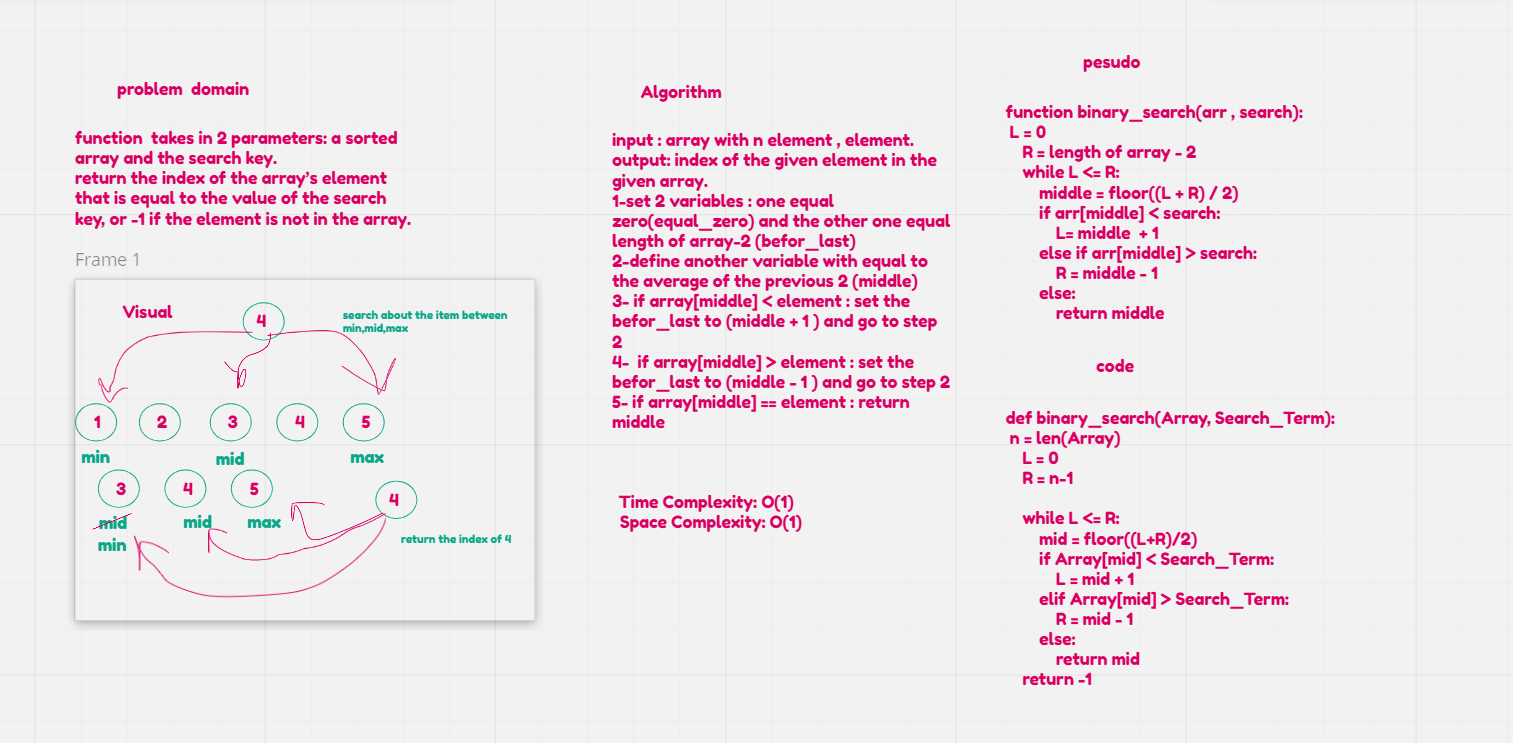 problem  domain
function  takes in 2 parameters: a sorted
array and the search key.
return the index of the array’s element
that is equal to the value of the search
key, or -1 if the element is not in the array.
Frame 1
Visual
4
search about the item between
min,mid,max
1 2 3 4 5
min mid max
3 4 5
4
mid mid max
min
return the index of 4
Algorithm
input : array with n element , element.
output: index of the given element in the
given array.
1-set 2 variables : one equal
zero(equal_zero) and the other one equal
length of array-2 (befor_last)
2-define another variable with equal to
the average of the previous 2 (middle)
3- if array[middle] < element : set the
befor_last to (middle + 1 ) and go to step
2
4-  if array[middle] > element : set the
befor_last to (middle - 1 ) and go to step 2
5- if array[middle] == element : return
middle
Time Complexity: O(1)
Space Complexity: O(1)
pesudo
function binary_search(arr , search):
L = 0
R = length of array - 2
while L <= R:
middle = floor((L + R) / 2)
if arr[middle] < search:
L= middle  + 1
else if arr[middle] > search:
R = middle - 1
else:
return middle
code
def binary_search(Array, Search_Term):
n = len(Array)
L = 0
R = n-1
while L <= R:
mid = floor((L+R)/2)
if Array[mid] < Search_Term:
L = mid + 1
elif Array[mid] > Search_Term:
R = mid - 1
else:
return mid
return -1